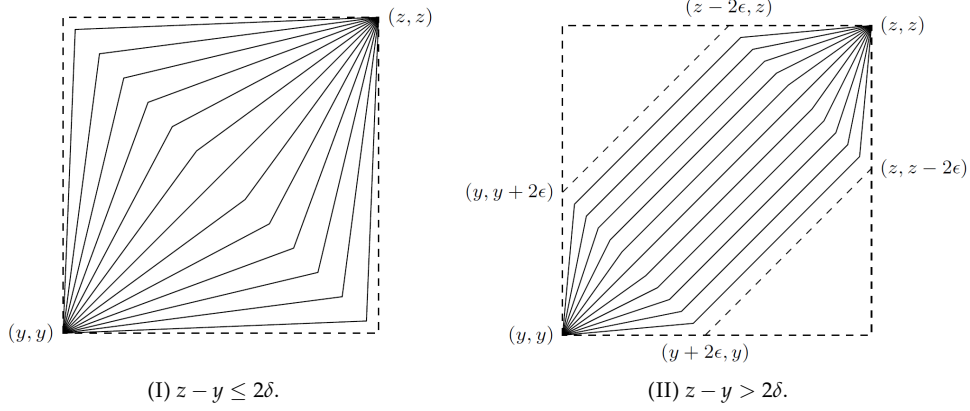 (z, z)
(y, y)
(I) z − y ≤ 2δ.
(z − 2ϵ, z)
(z, z)
(z, z − 2ϵ)
(y, y + 2ϵ)
(y, y)
(y + 2ϵ, y)
(II) z − y > 2δ.